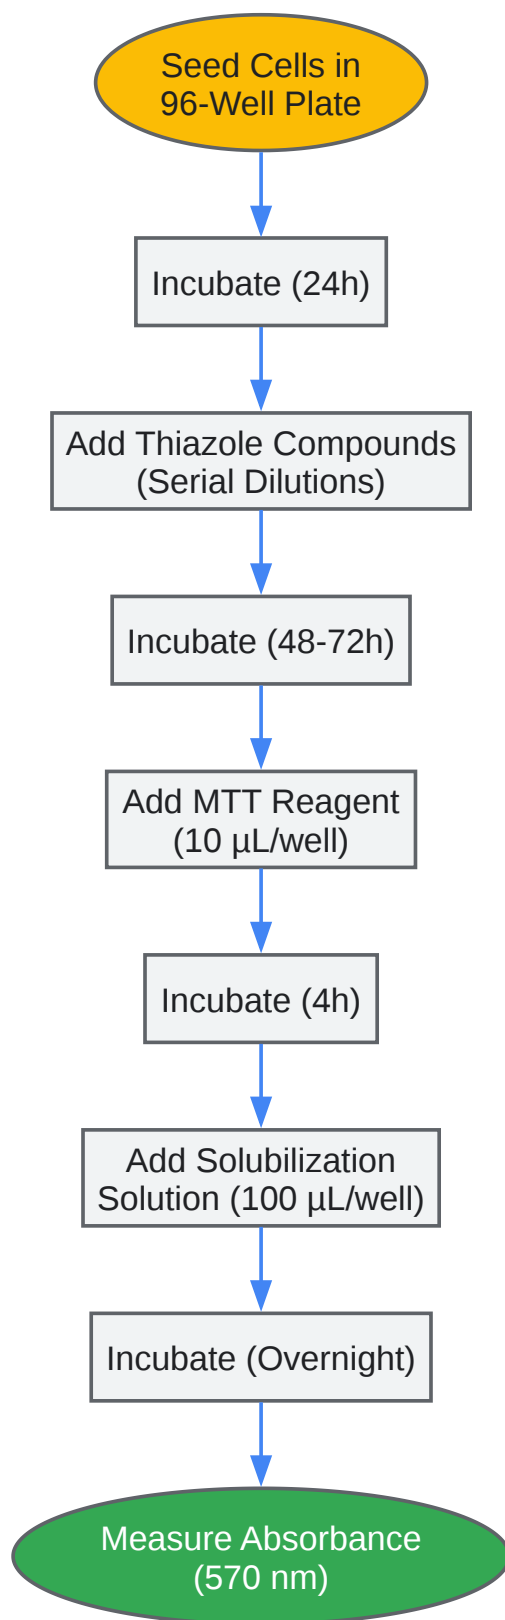 Seed Cells in
96-Well Plate
Incubate (24h)
Add Thiazole Compounds
(Serial Dilutions)
Incubate (48-72h)
Add MTT Reagent
(10 µL/well)
Incubate (4h)
Add Solubilization
Solution (100 µL/well)
Incubate (Overnight)
Measure Absorbance
(570 nm)